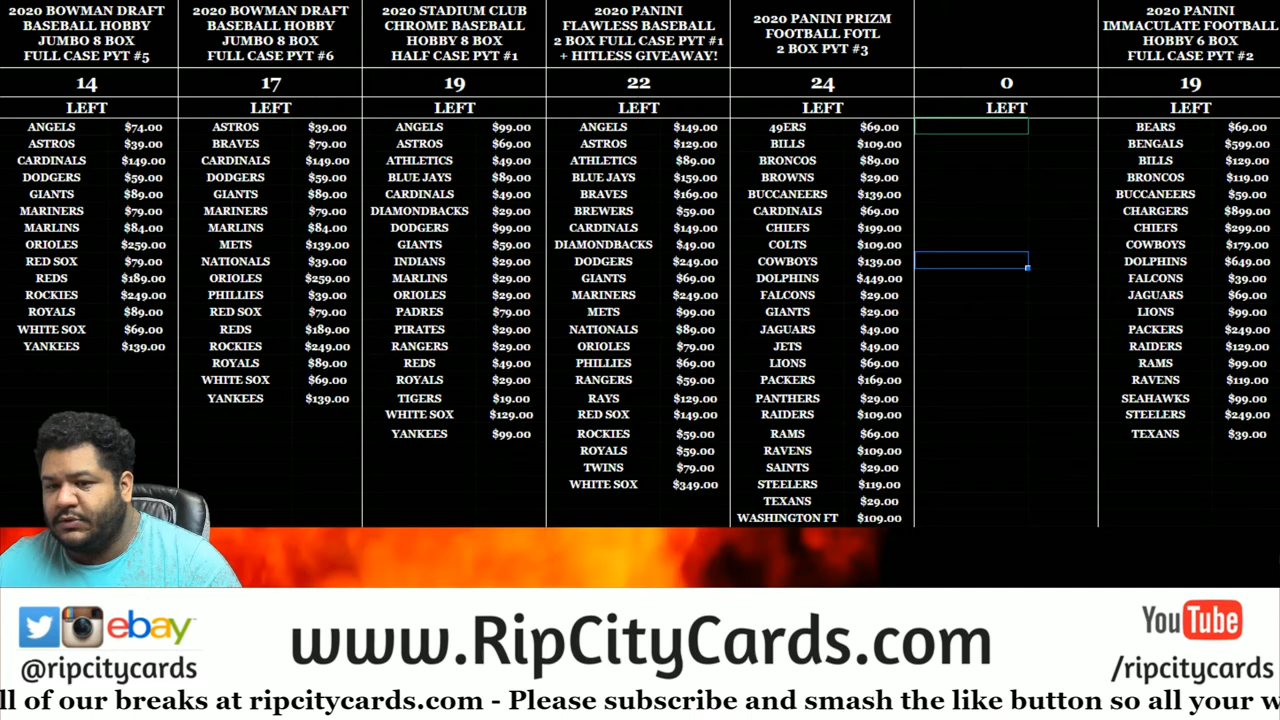 2020 BOWMAN DRAFT
BASEBALL HOBBY
JUMBO 8 BOX
FULL CASE PYT #5
14
LEFT
ANGELS $74.00
ASTROS $39.00
CARDINALS $149.00
DODGERS $59.00
GIANTS $89.00
MARINERS $79.00
MARLINS $84.00
ORIOLES $259.00
RED SOX $79.00
REDS $189.00
ROCKIES $249.00
ROYALS $89.00
WHITE SOX $69.00
YANKEES $139.00
2020 BOWMAN DRAFT
BASEBALL HOBBY
JUMBO 8 BOX
FULL CASE PYT #6
17
LEFT
ASTROS $39.00
BRAVES $79.00
CARDINALS $149.00
DODGERS $59.00
GIANTS $89.00
MARINERS $79.00
MARLINS $84.00
METS $139.00
NATIONALS $39.00
ORIOLES $259.00
PHILLIES $39.00
RED SOX $79.00
REDS $189.00
ROCKIES $249.00
ROYALS $89.00
WHITE SOX $69.00
YANKEES $139.00
2020 STADIUM CLUB
CHROME BASEBALL
HOBBY 8 BOX
HALF CASE PYT #1
19
LEFT
ANGELS $99.00
ASTROS $69.00
ATHLETICS $49.00
BLUE JAYS $89.00
CARDINALS $49.00
DIAMONDBACKS $29.00
DODGERS $99.00
GIANTS $59.00
INDIANS $29.00
MARLINS $29.00
ORIOLES $29.00
PADRES $79.00
PIRATES $29.00
RANGERS $29.00
REDS $49.00
ROYALS $29.00
TIGERS $19.00
WHITE SOX $129.00
YANKEES $99.00
2020 PANINI
FLAWLESS BASEBALL
2 BOX FULL CASE PYT #1
+ HITLESS GIVEAWAY!
22
LEFT
ANGELS $149.00
ASTROS $129.00
ATHLETICS $89.00
BLUE JAYS $159.00
BRAVES $169.00
BREWERS $59.00
CARDINALS $149.00
DIAMONDBACKS $49.00
DODGERS $249.00
GIANTS $69.00
MARINERS $249.00
METS $99.00
NATIONALS $89.00
ORIOLES $79.00
PHILLIES $69.00
RANGERS $59.00
RAYS $129.00
RED SOX $149.00
ROCKIES $59.00
ROYALS $59.00
TWINS $79.00
WHITE SOX $349.00
2020 PANINI PRIZM
FOOTBALL FOTL
2 BOX PYT #3
24
LEFT
49ERS $69.00
BILLS $109.00
BRONCOS $89.00
BROWNS $29.00
BUCCANEERS $139.00
CARDINALS $69.00
CHIEFS $199.00
COLTS $109.00
COWBOYS $139.00
DOLPHINS $449.00
FALCONS $29.00
GIANTS $29.00
JAGUARS $49.00
JETS $49.00
LIONS $69.00
PACKERS $169.00
PANTHERS $29.00
RAIDERS $109.00
RAMS $69.00
RAVENS $109.00
SAINTS $29.00
STEELERS $119.00
TEXANS $29.00
WASHINGTON FT $109.00
0
LEFT
2020 PANINI
IMMACULATE FOOTBALL
HOBBY 6 BOX
FULL CASE PYT #2
19
LEFT
BEARS $69.00
BENGALS $599.00
BILLS $129.00
BRONCOS $119.00
BUCCANEERS $59.00
CHARGERS $899.00
CHIEFS $299.00
COWBOYS $179.00
DOLPHINS $649.00
FALCONS $39.00
JAGUARS $69.00
LIONS $99.00
PACKERS $249.00
RAIDERS $129.00
RAMS $99.00
RAVENS $119.00
SEAHAWKS $99.00
STEELERS $249.00
TEXANS $39.00
ebay
@ripcitycards
www.RipCityCards.com
YouTube
/ripcitycards
ll of our breaks at ripcitycards.com - Please subscribe and smash the like button so all your w